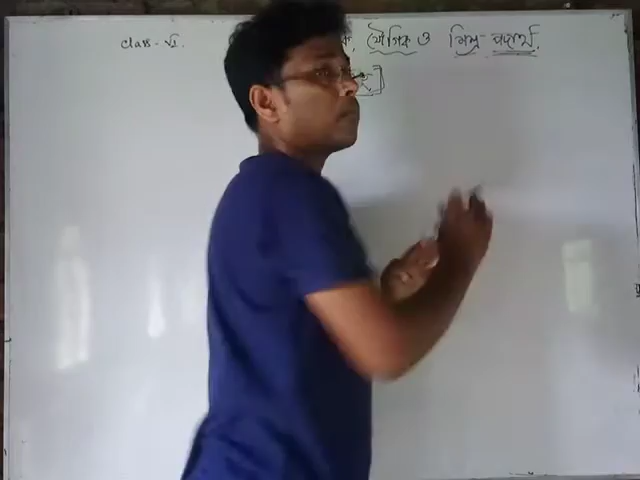 Class - VI
ক, যৌগিক ও মিশ্র পদার্থ.